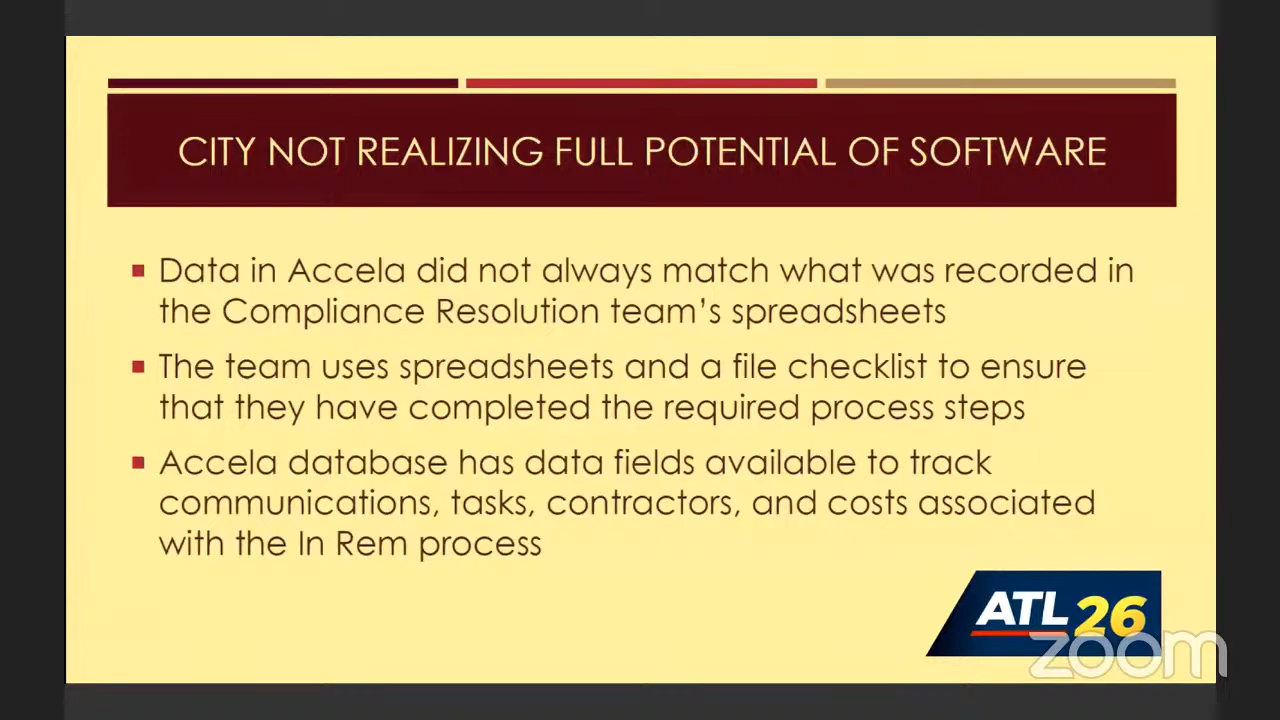 CITY NOT REALIZING FULL POTENTIAL OF SOFTWARE
Data in Accela did not always match what was recorded in
the Compliance Resolution team's spreadsheets
The team uses spreadsheets and a file checklist to ensure
that they have completed the required process steps
Accela database has data fields available to track
communications, tasks, contractors, and costs associated
with the In Rem process
ATL 26
zoom